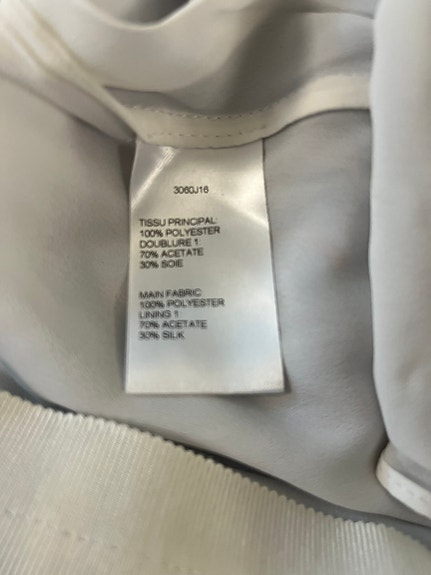 3060J16
TISSU PRINCIPAL
100% POLYESTER
DOUBLURE 1
70% ACETATE
30% SOIE
MAIN FABRIC
100% POLYESTER
LINING 1
70% ACETATE
30% SILK